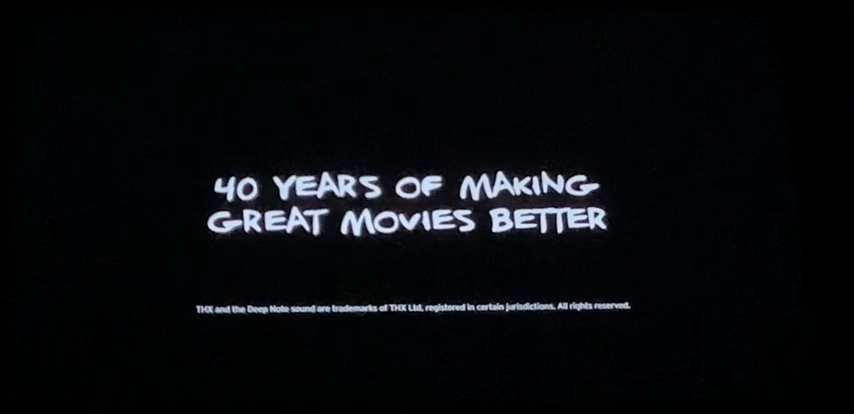 40 YEARS OF MAKING
GREAT MOVIES BETTER
THX and the Deep Note sound are trademarks of THX Ltd, registered in certain jurisdictions. All rights reserved.